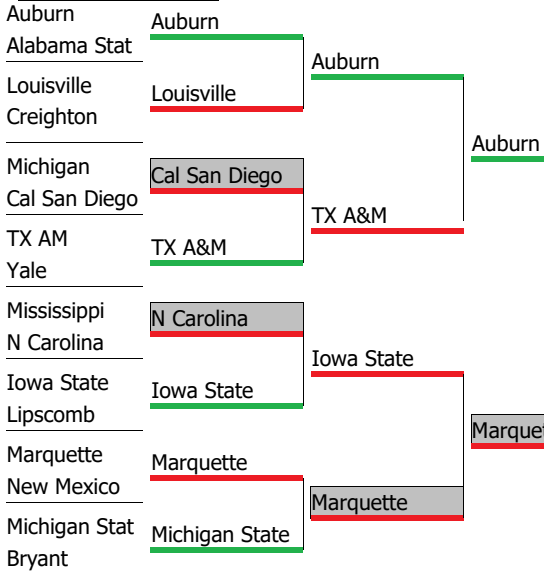 Auburn
Alabama Stat
Louisville
Creighton
Michigan
Cal San Diego
TX AM
Yale
Mississippi
N Carolina
Iowa State
Lipscomb
Marquette
New Mexico
Michigan Stat
Bryant
Auburn
Louisville
Cal San Diego
TX A&M
N Carolina
Iowa State
Marquette
Michigan State
Auburn
TX A&M
Iowa State
Marquette
Auburn
Marquet